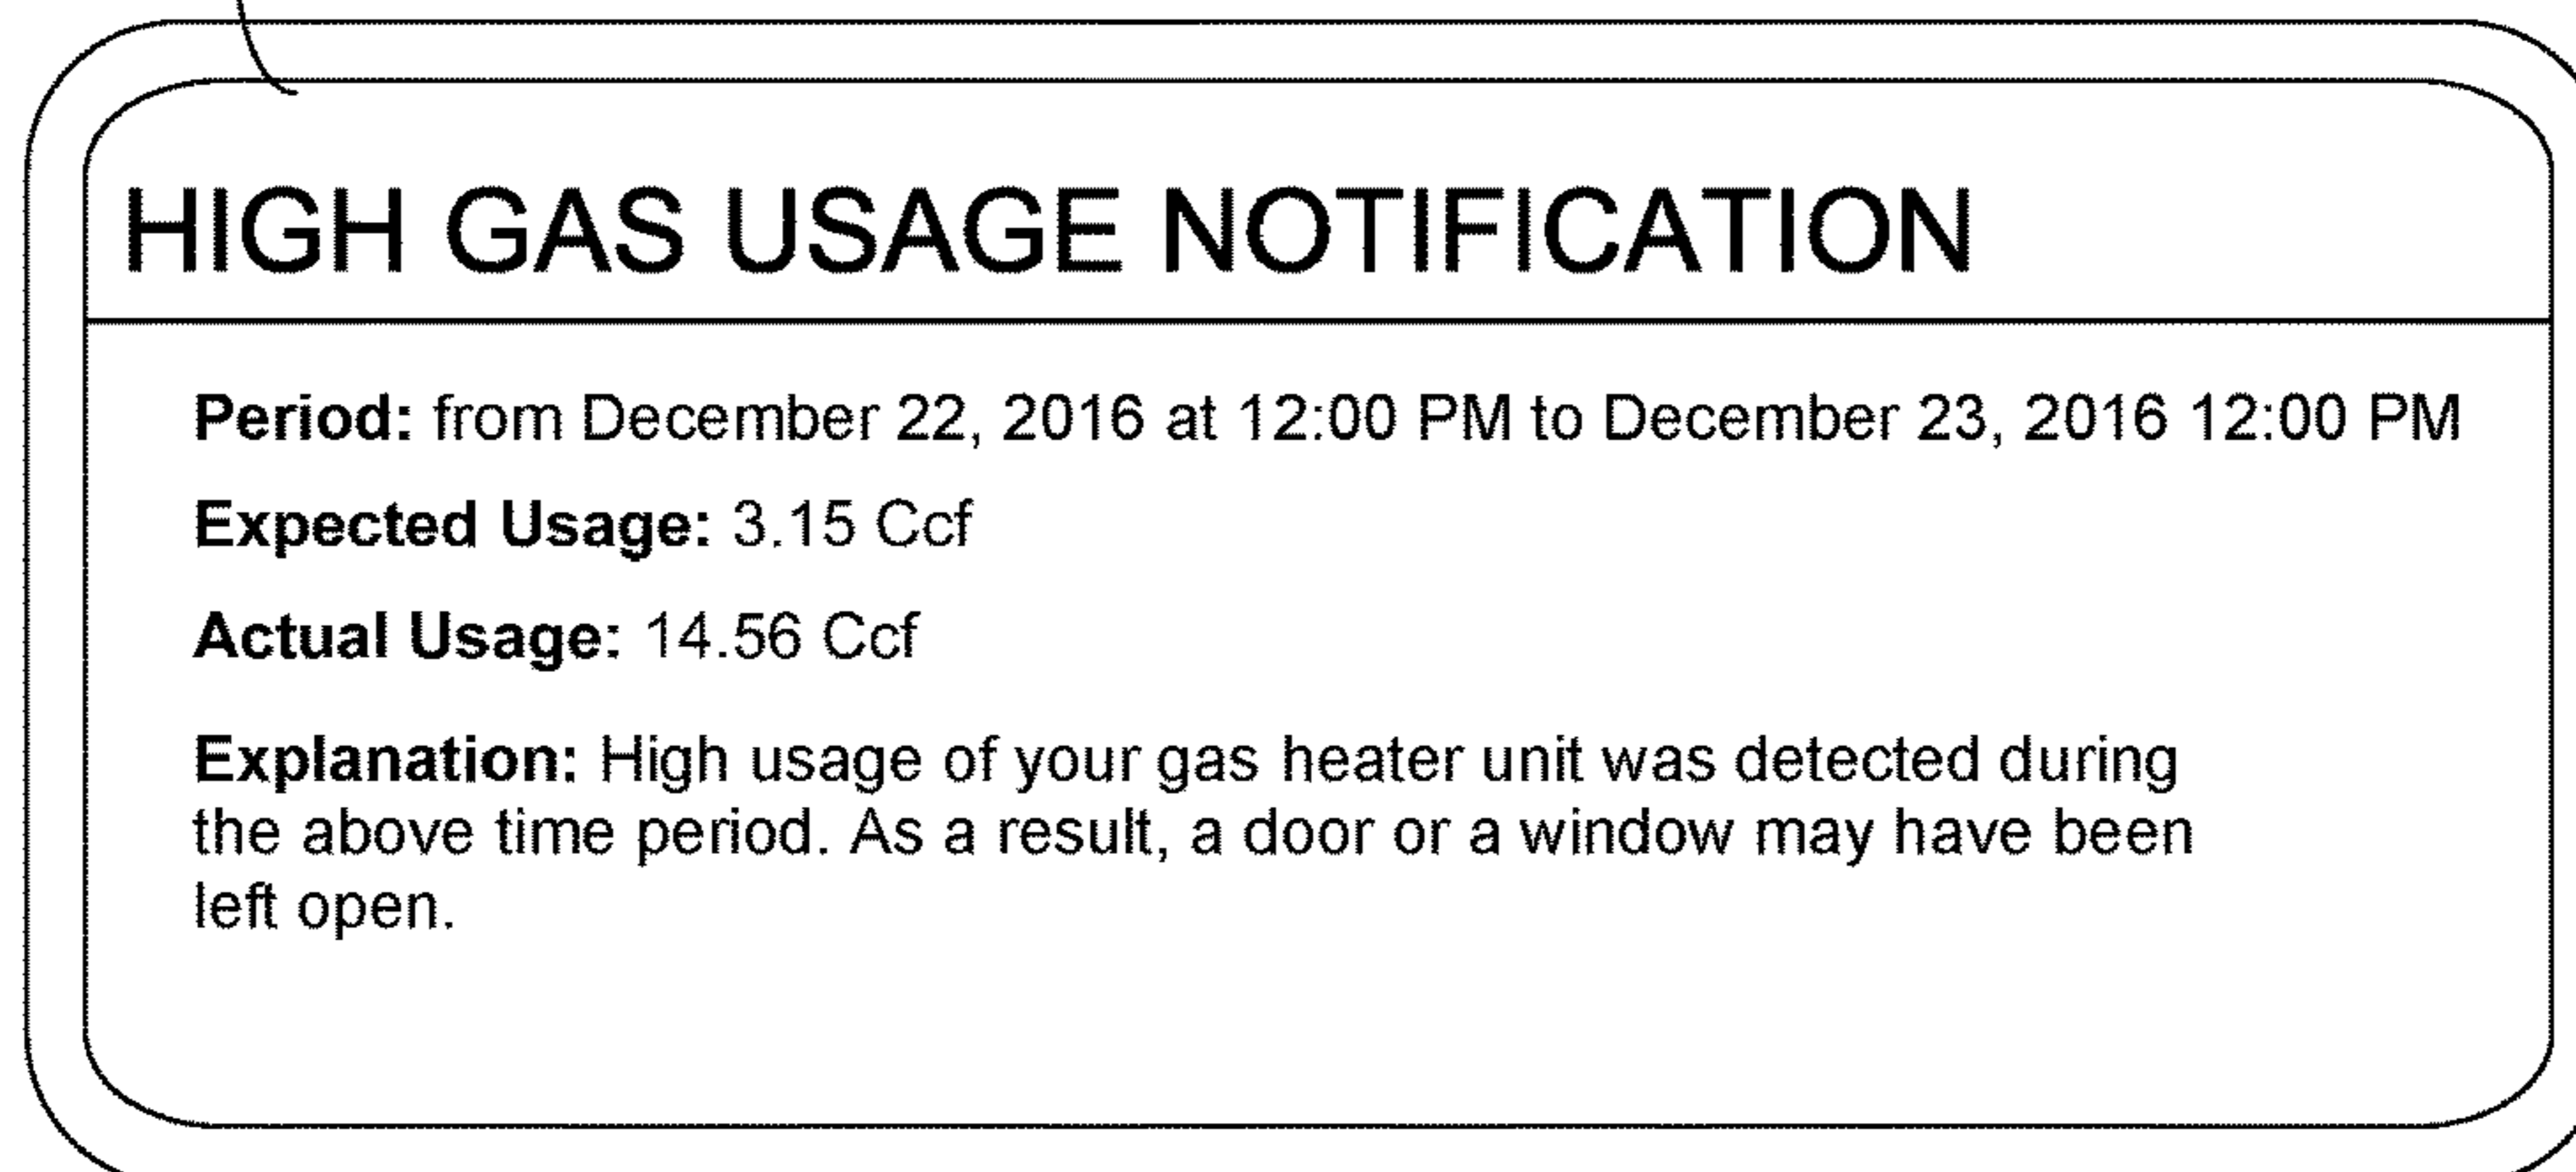 HIGH GAS USAGE NOTIFICATION
Period: from December 22, 2016 at 12:00 PM to December 23, 2016 12:00 PM
Expected Usage: 3.15 Ccf
Actual Usage: 14.56 Ccf
Explanation: High usage of your gas heater unit was detected during
the above time period. As a result, a door or a window may have been
left open.